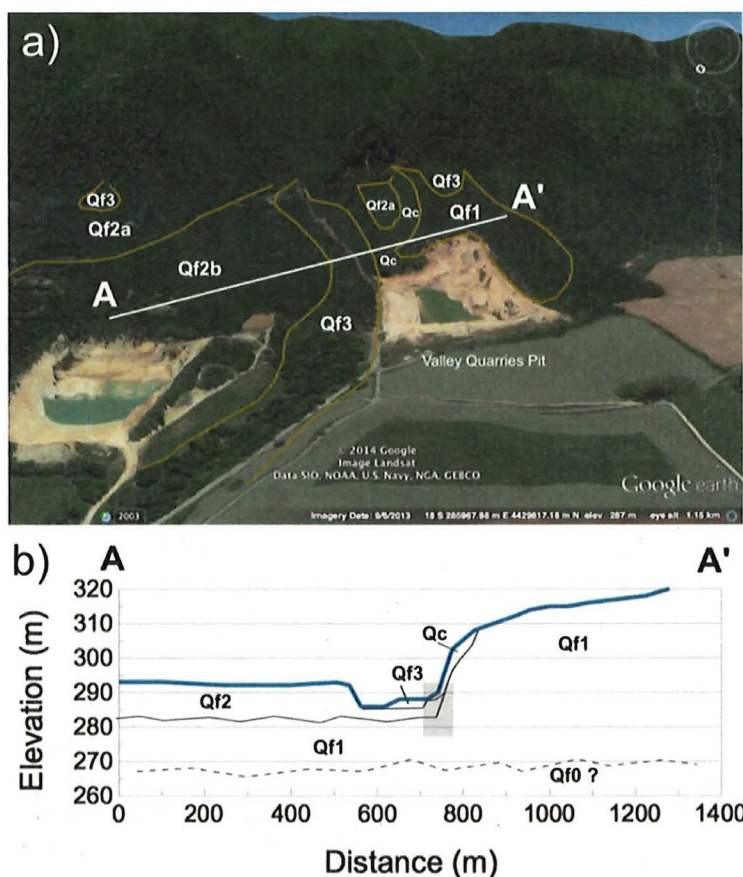 a)
Qf3
Qf2a
Qf2b
Qf2a
Qc
Qf3
Qf1
A'
A
Qc
Qf3
Valley Quarries Pit
© 2014 Google
Image Landsat
Data SIO, NOAA, U.S. Navy, NGA, GEBCO
Google earth
2003
Imagery Date: 9/6/2013 18 S 285967.98 m E 4429817.18 m N elev 287 m eye alt 1.15 km
b)
A
A'
320
310
300
290
280
270
260
Elevation (m)
Qc
Qf3
Qf1
Qf2
Qf1
Qf0 ?
0 200 400 600 800 1000 1200 1400
Distance (m)